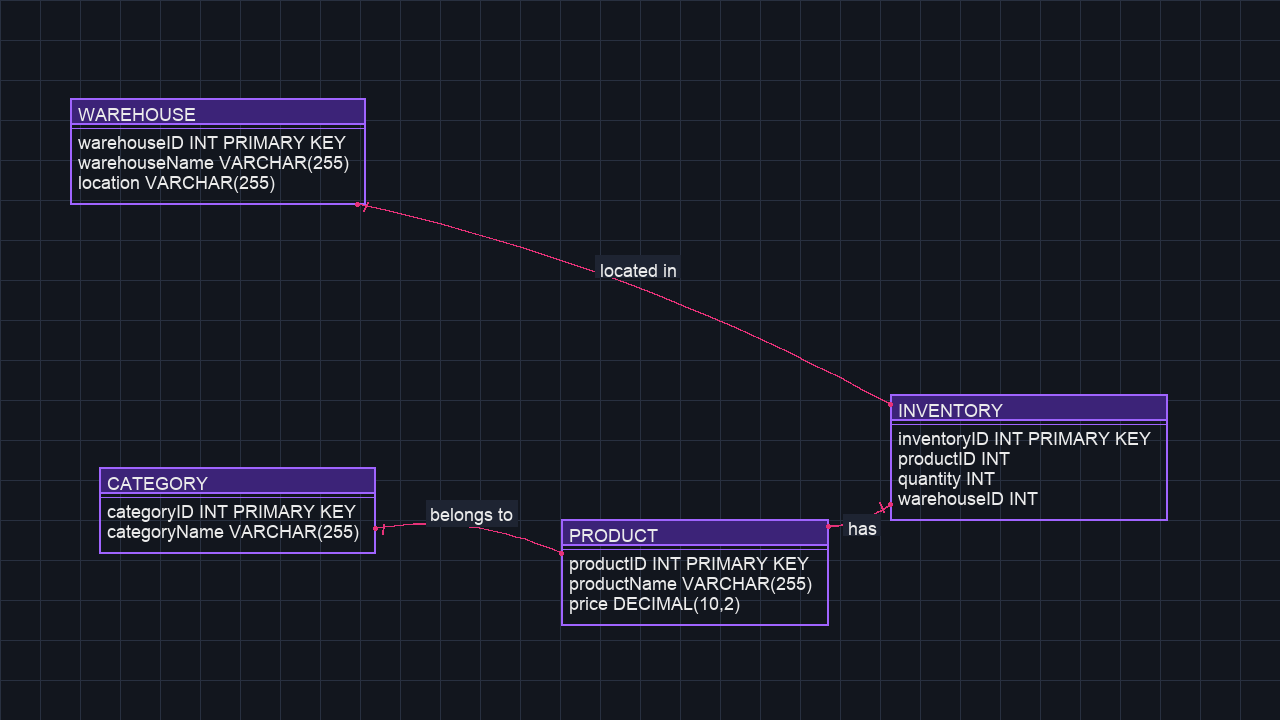 WAREHOUSE
warehouseID INT PRIMARY KEY
warehouseName VARCHAR(255)
location VARCHAR(255)
located in
INVENTORY
inventoryID INT PRIMARY KEY
productID INT
quantity INT
warehouseID INT
CATEGORY
categoryID INT PRIMARY KEY
categoryName VARCHAR(255)
belongs to
PRODUCT
productID INT PRIMARY KEY
productName VARCHAR(255)
price DECIMAL(10,2)
has